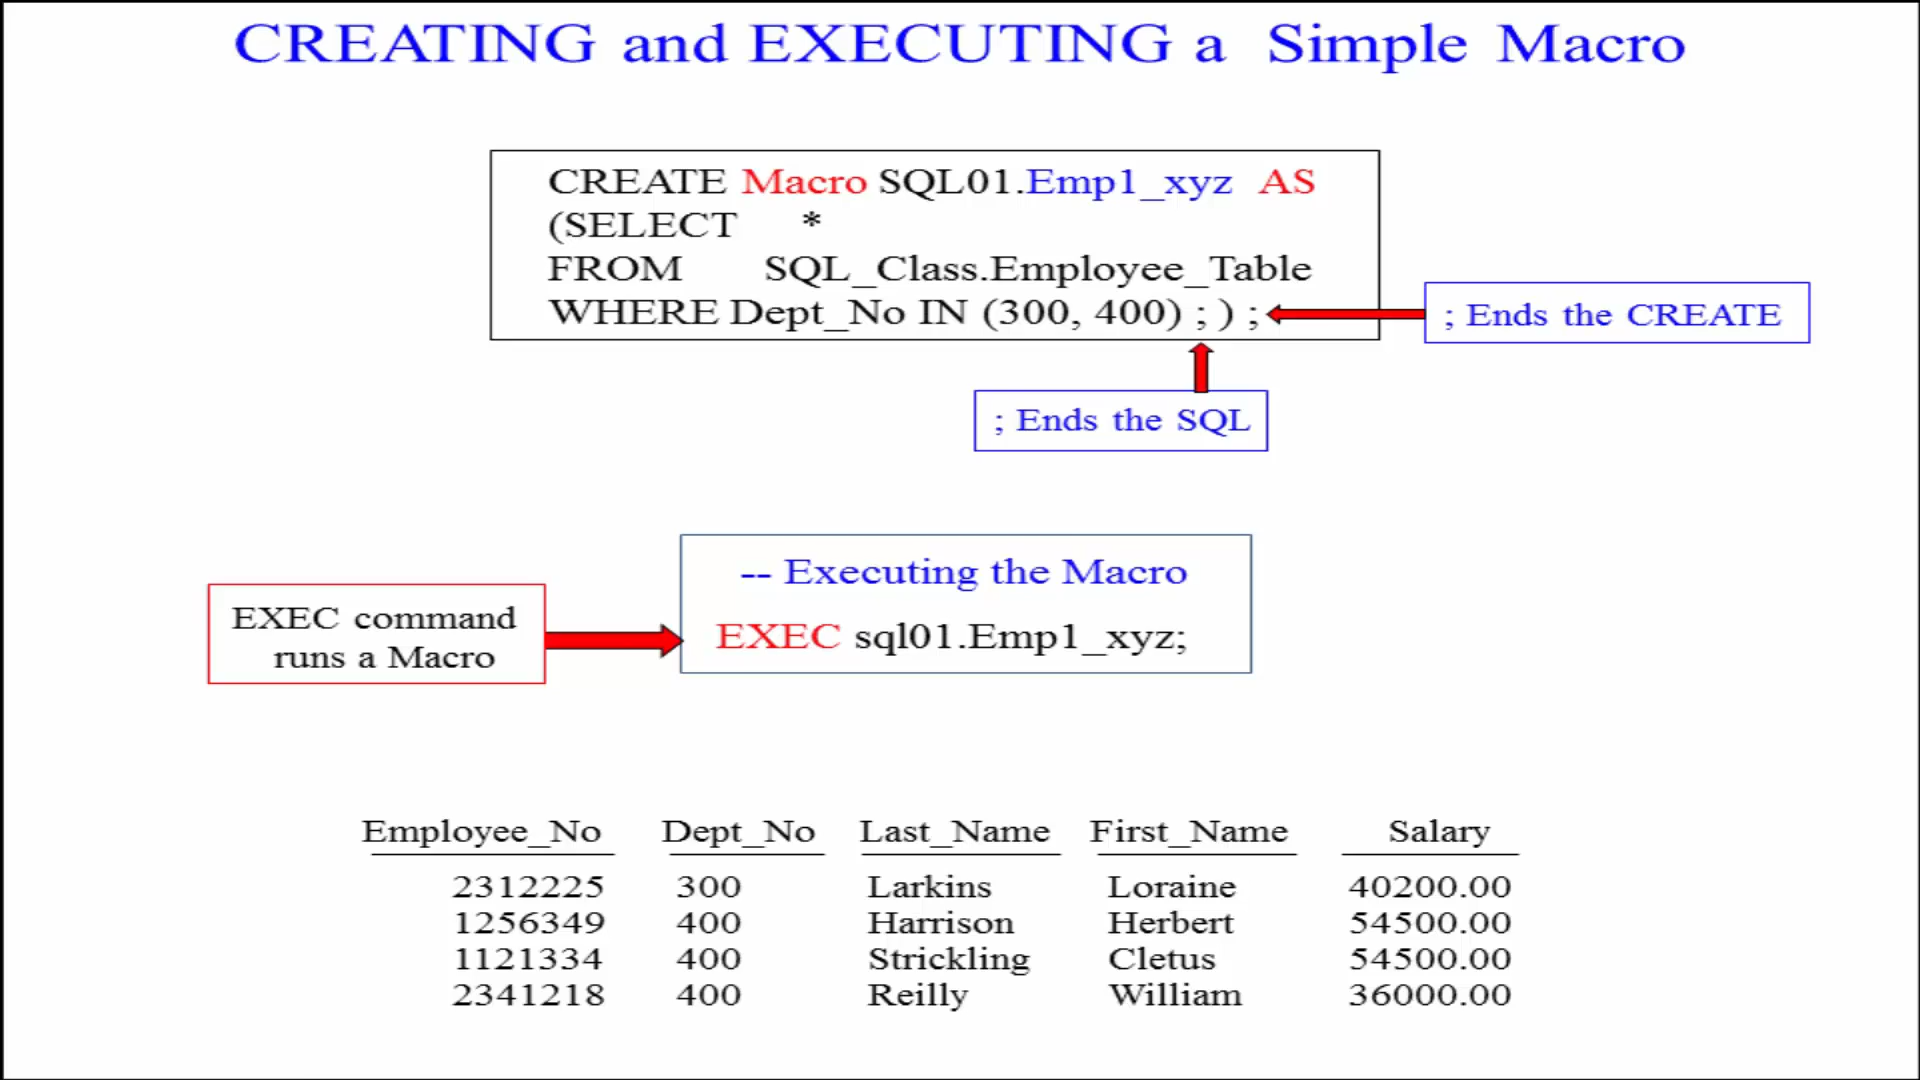 CREATING and EXECUTING a Simple Macro
CREATE Macro SQL01.Emp1_xyz AS
(SELECT *
FROM SQL_Class.Employee_Table
WHERE Dept_No IN (300, 400) ; ) ;
; Ends the CREATE
; Ends the SQL
-- Executing the Macro
EXEC command
runs a Macro
EXEC sql01.Emp1_xyz;
Employee_No Dept_No Last_Name First_Name Salary
2312225 300 Larkins Loraine 40200.00
1256349 400 Harrison Herbert 54500.00
1121334 400 Strickling Cletus 54500.00
2341218 400 Reilly William 36000.00